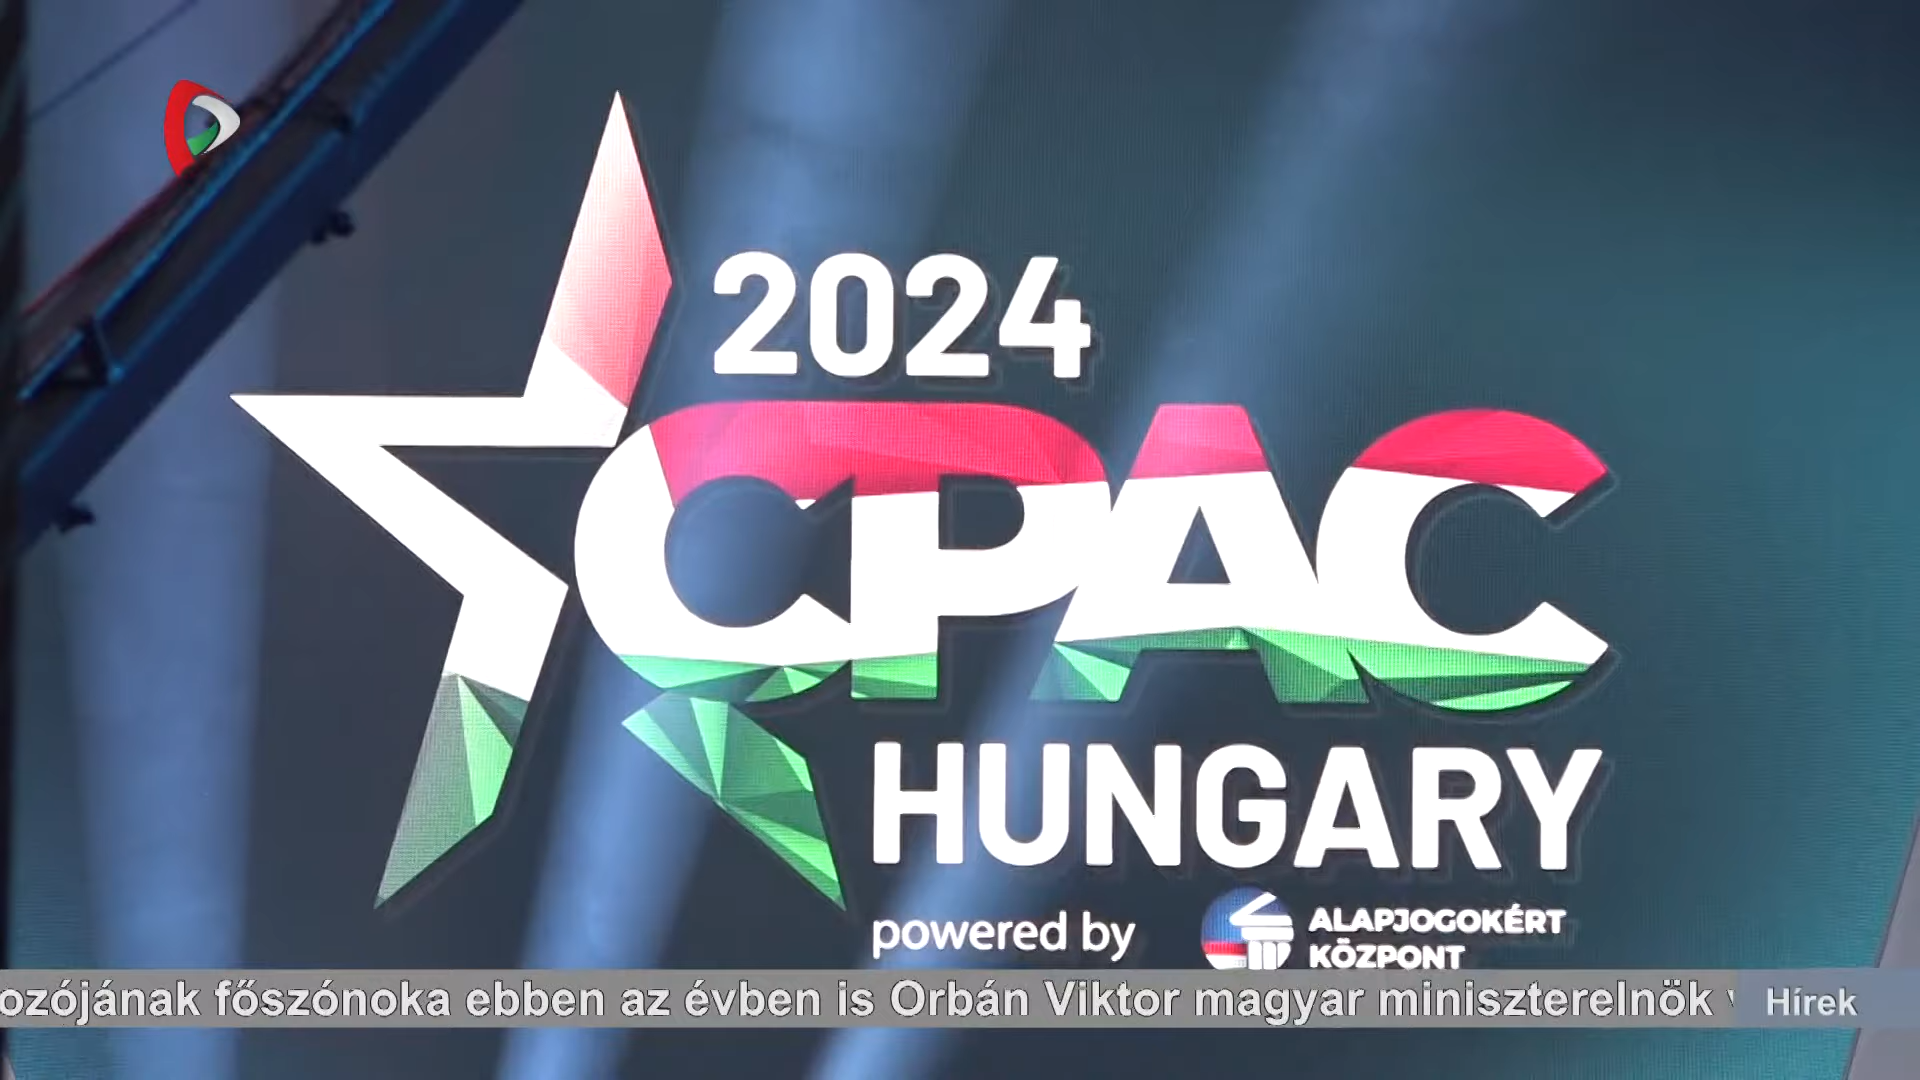 2024
CPAC
HUNGARY
powered by
ALAPJOGOKÉRT
KÖZPONT
ozójának főszónoka ebben az évben is Orbán Viktor magyar miniszterelnök
Hírek